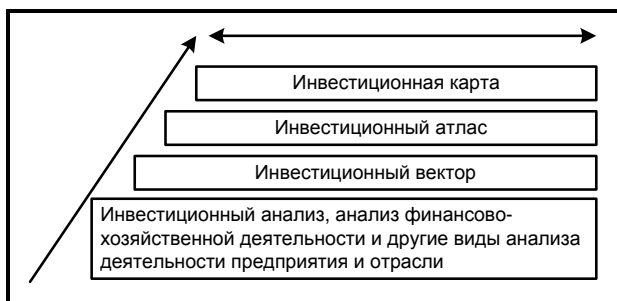 Инвестиционная карта
Инвестиционный атлас
Инвестиционный вектор
Инвестиционный анализ, анализ финансово-
хозяйственной деятельности и другие виды анализа
деятельности предприятия и отрасли